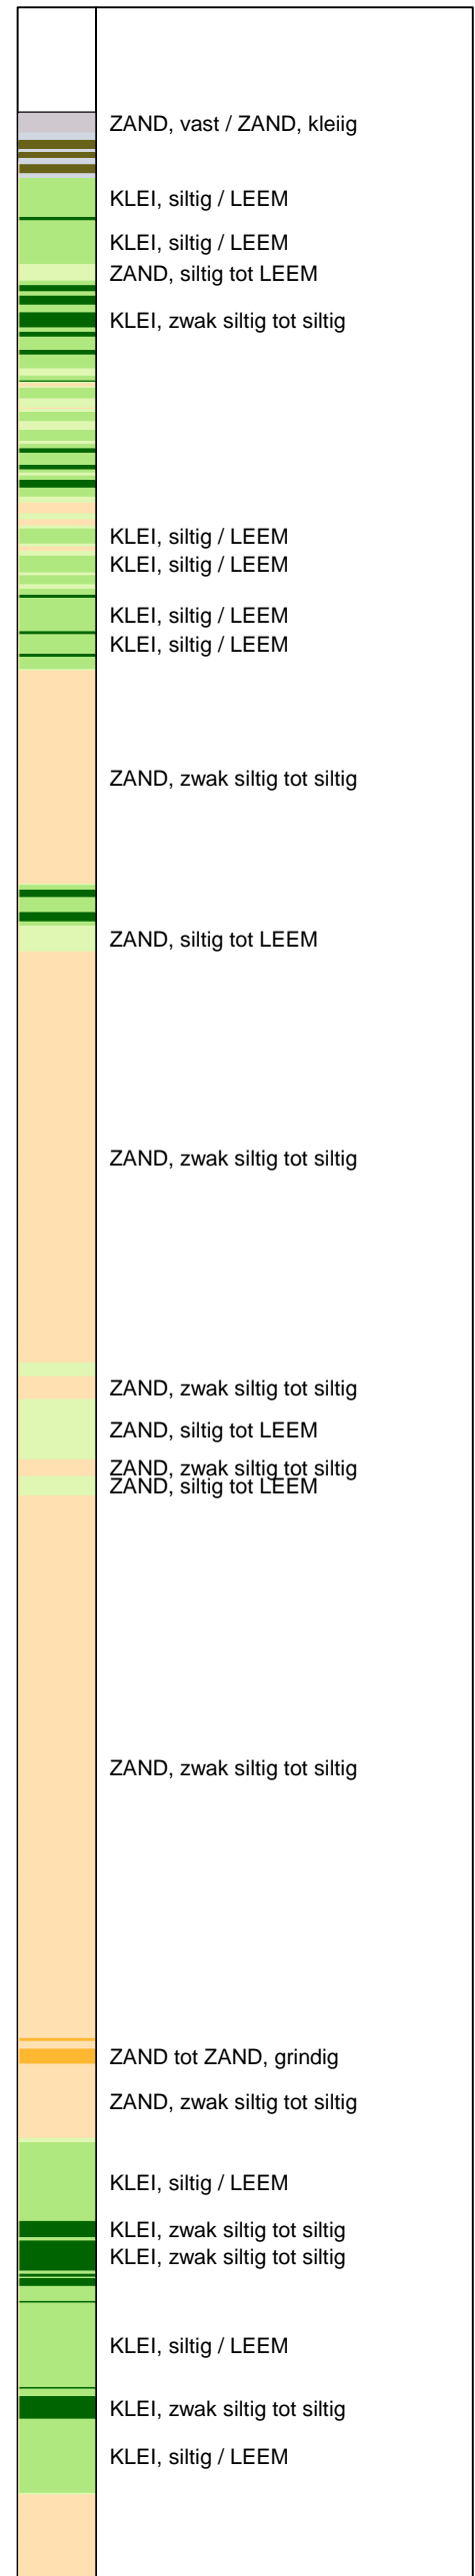 ZAND, vast / ZAND, kleiig
KLEI, siltig / LEEM
KLEI, siltig / LEEM
ZAND, siltig tot LEEM
KLEI, zwak siltig tot siltig
KLEI, siltig / LEEM
KLEI, siltig / LEEM
KLEI, siltig / LEEM
KLEI, siltig / LEEM
ZAND, zwak siltig tot siltig
ZAND, siltig tot LEEM
ZAND, zwak siltig tot siltig
ZAND, zwak siltig tot siltig
ZAND, siltig tot LEEM
ZAND, zwak siltig tot siltig
ZAND, siltig tot LEEM
ZAND, zwak siltig tot siltig
ZAND tot ZAND, grindig
ZAND, zwak siltig tot siltig
KLEI, siltig / LEEM
KLEI, zwak siltig tot siltig
KLEI, zwak siltig tot siltig
KLEI, siltig / LEEM
KLEI, zwak siltig tot siltig
KLEI, siltig / LEEM